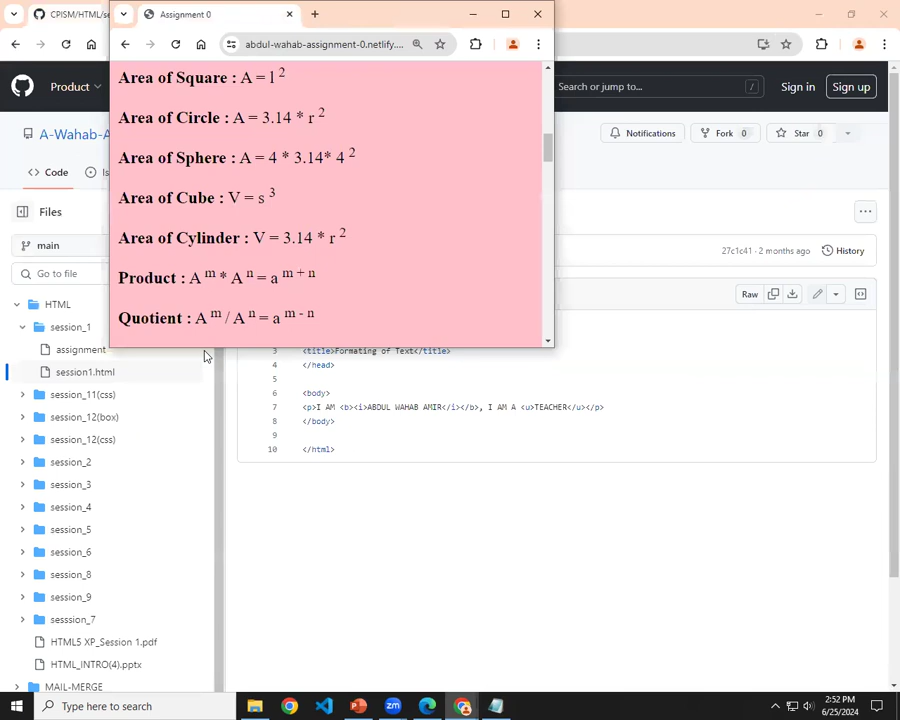 CPISM/HTML/se
Assignment 0
abdul-wahab-assignment-0.netlify....
Product
Search or jump to...
/
Sign in
Sign up
A-Wahab-A
Notifications
Fork 0
Star 0
Code
Is
Files
main
27c1c41 · 2 months ago
History
Go to file
Raw
HTML
session_1
assignment
session1.html
session_11(css)
session_12(box)
session_12(css)
session_2
session_3
session_4
session_5
session_6
session_8
session_9
sesssion_7
HTML5 XP_Session 1.pdf
HTML_INTRO(4).pptx
MAIL-MERGE
Area of Square : A = l 2
Area of Circle : A = 3.14 * r 2
Area of Sphere : A = 4 * 3.14* 4 2
Area of Cube : V = s 3
Area of Cylinder : V = 3.14 * r 2
Product : A m * A n = a m + n
Quotient : A m / A n = a m - n
3 <title>Formating of Text</title>
4 </head>
5
6 <body>
7 <p>I AM <b><i>ABDUL WAHAB AMIR</i></b>, I AM A <u>TEACHER</u></p>
8 </body>
9
10 </html>
Type here to search
zm
2:52 PM
6/25/2024